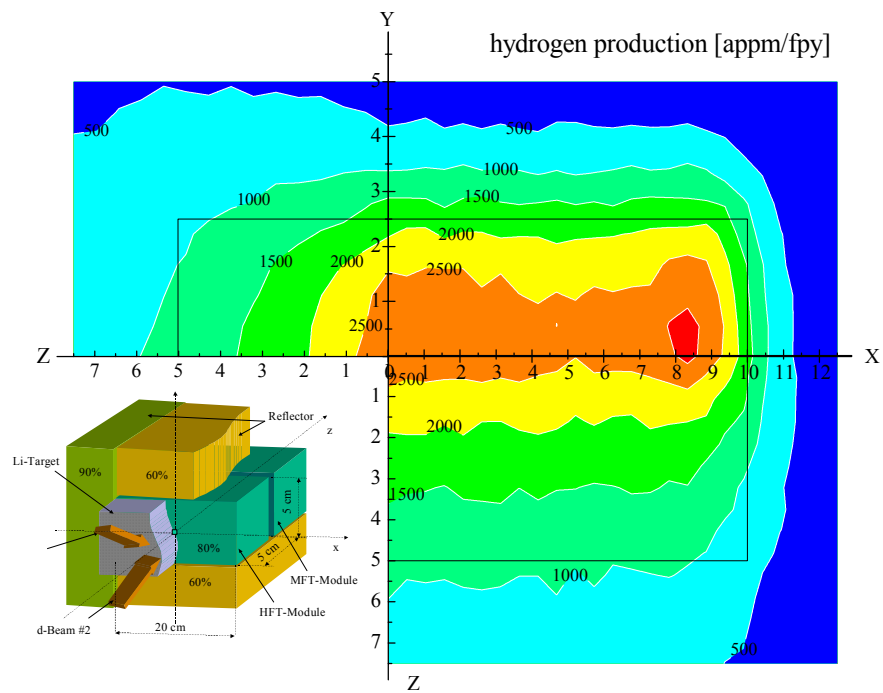 Y
hydrogen production [appm/fpy]
5
500
500
4
1000
3
1000
1500
2000
2
1500
2000
2500
1
2500
Z
X
7 6 5 4 3 2 1 0 1 2 3 4 5 6 7 8 9 10 11 12
2500
1
2000
2
3
1500
4
5
1000
6
7
500
Z
Reflector
z
Li-Target
90%
60%
5 cm
x
80%
5 cm
60%
MFT-Module
HFT-Module
d-Beam #2
20 cm